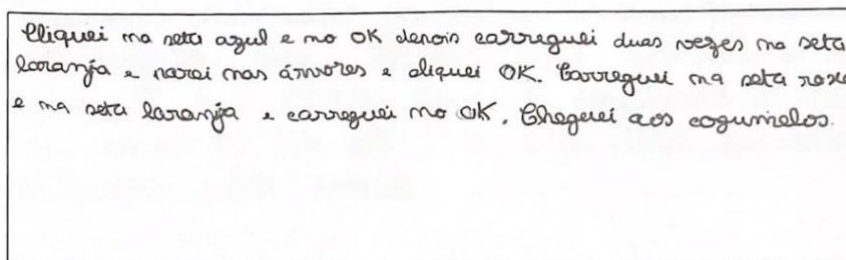 Cliquei na seta azul e no OK depois carreguei duas vezes na seta
laranja e parai nas árvores e cliquei OK. Carreguei na seta roxa
e na seta laranja e carreguei no OK. Cheguei aos cogumelos.